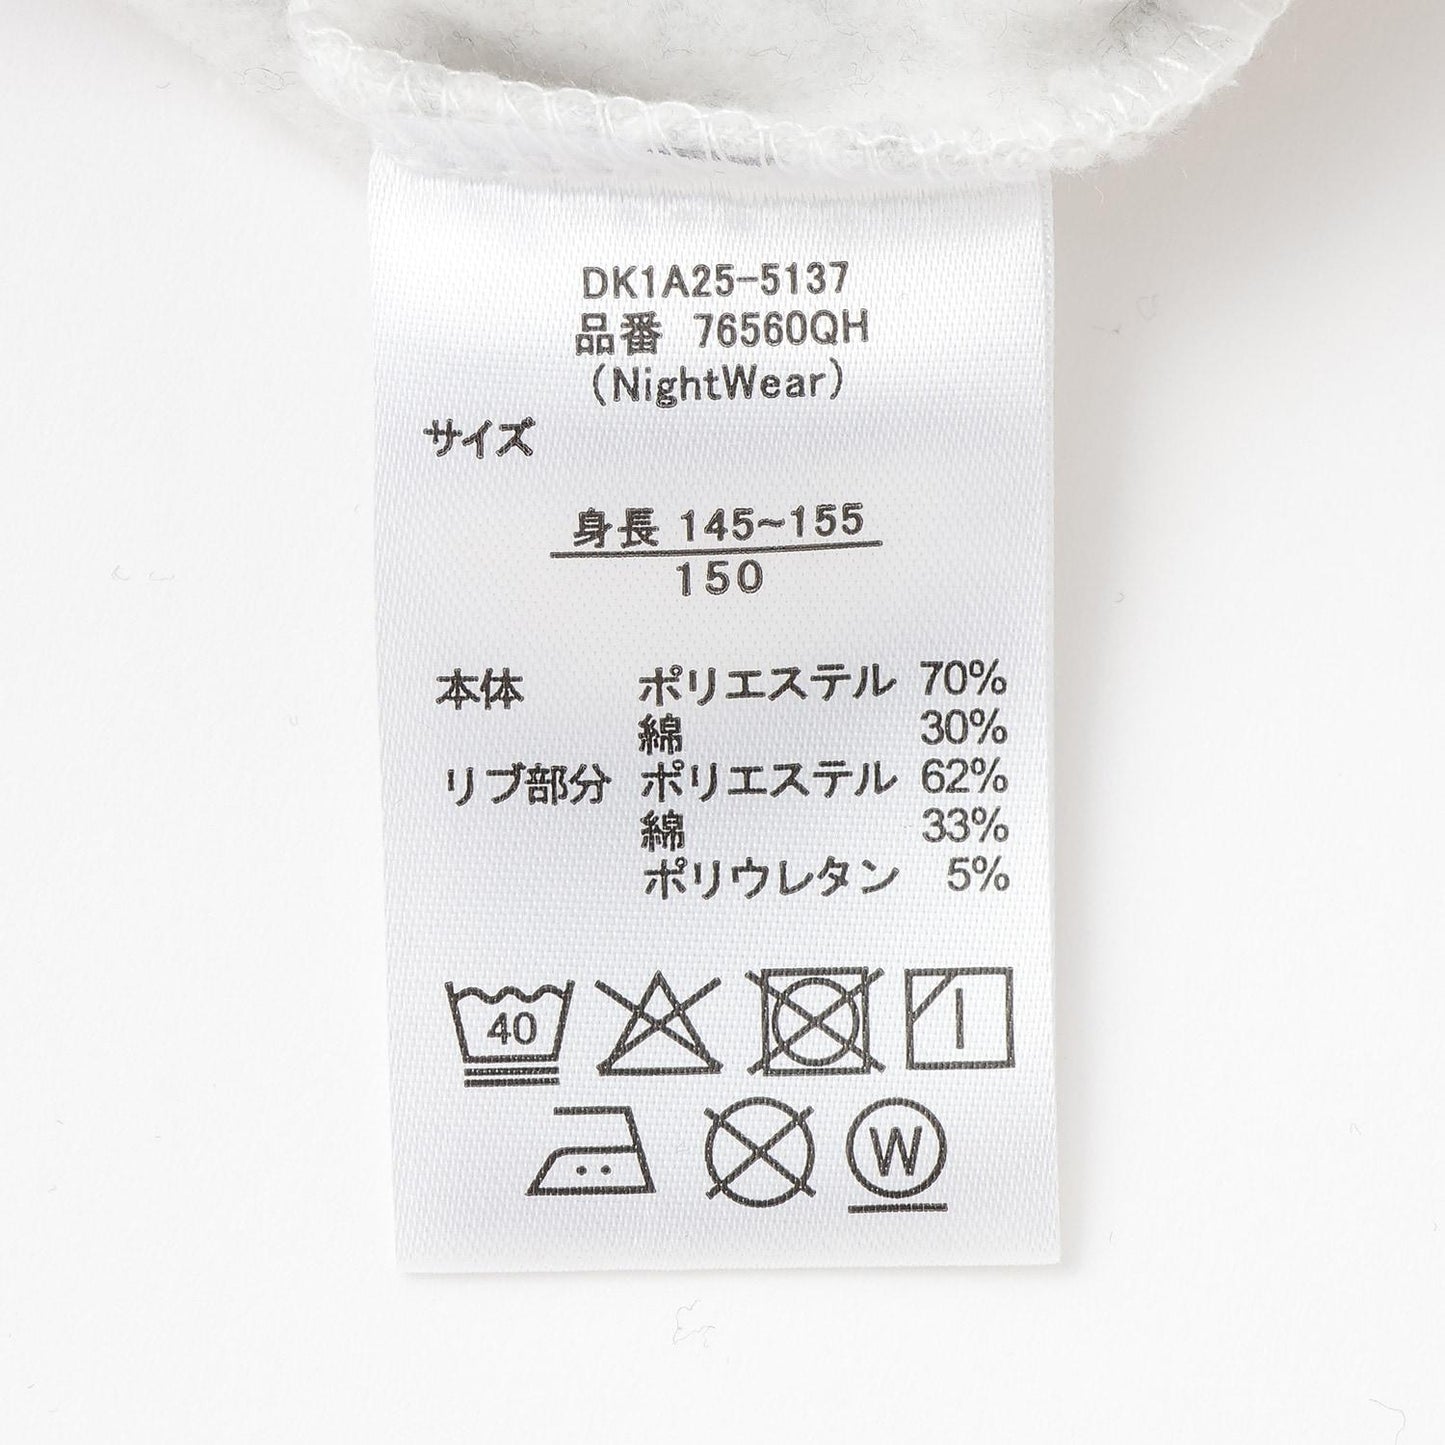 DK1A25-5137
品番 76560QH
(NightWear)
サイズ
身長 145~155
150
本体 ポリエステル 70%
綿 30%
リブ部分 ポリエステル 62%
綿 33%
ポリウレタン 5%
40
W